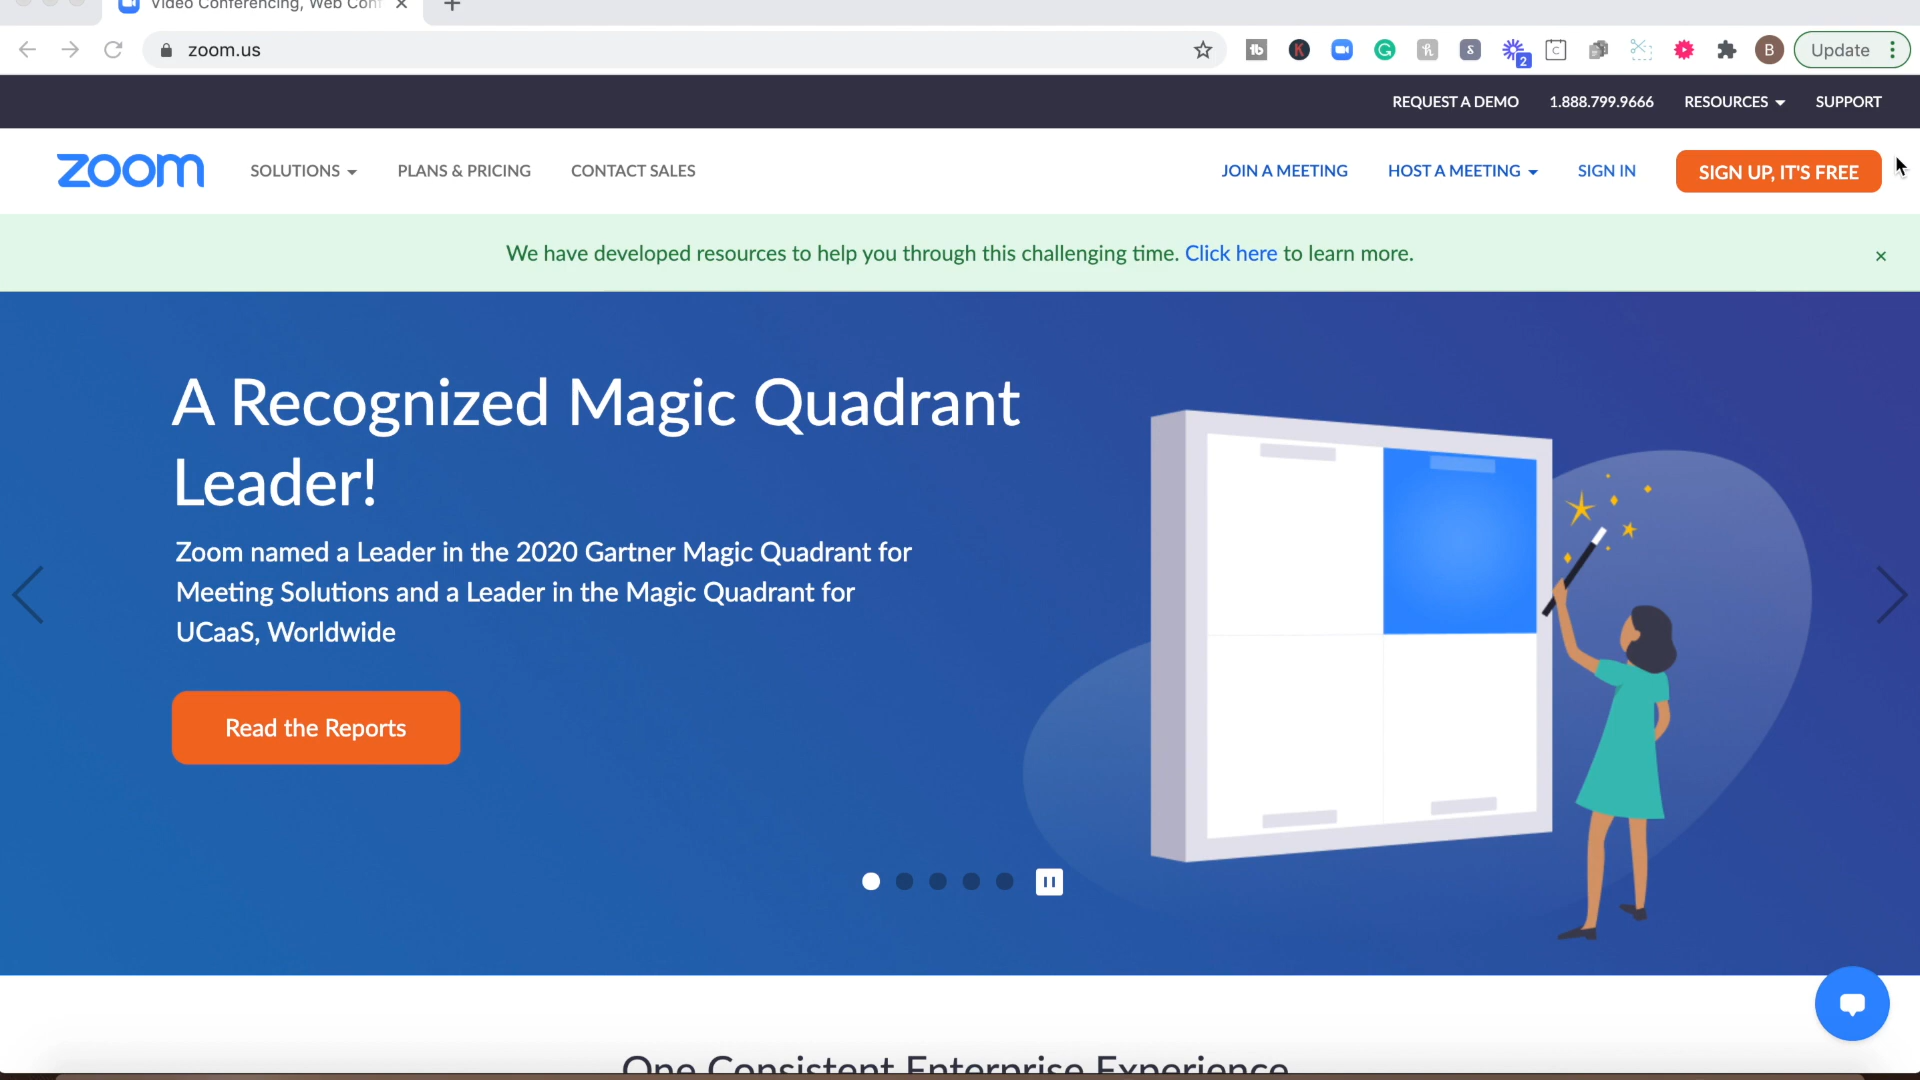 Video Conferencing, Web Conf
zoom.us
Update
REQUEST A DEMO 1.888.799.9666 RESOURCES SUPPORT
zoom SOLUTIONS PLANS & PRICING CONTACT SALES JOIN A MEETING HOST A MEETING SIGN IN SIGN UP, IT'S FREE
We have developed resources to help you through this challenging time. Click here to learn more.
A Recognized Magic Quadrant
Leader!
Zoom named a Leader in the 2020 Gartner Magic Quadrant for
Meeting Solutions and a Leader in the Magic Quadrant for
UCaaS, Worldwide
Read the Reports
One Consistent Enterprise Experience